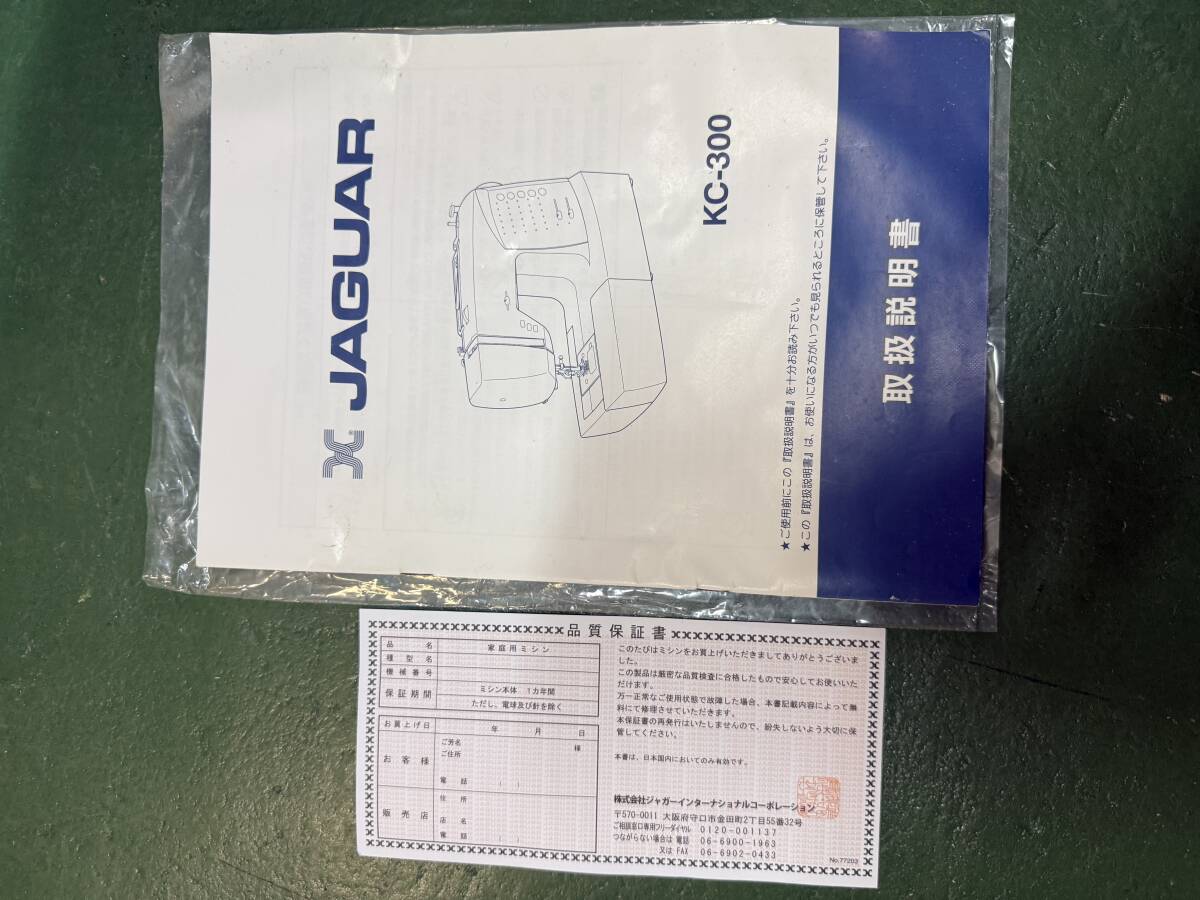 JAGUAR
KC-300
★ご使用前にこの『取扱説明書』を十分お読み下さい。
★この『取扱説明書』は、お使いになる方がいつでも見られるところに保管して下さい。
取扱説明書
品質保証書
品名 家庭用ミシン
種型名
機械番号
保証期間 ミシン本体 1カ年間
ただし、電球及び針を除く
お買上げ日 年 月 日
お客様 ご芳名 様
ご住所
電話 ( )
販売店 住所
店名
電話 ( )
このたびはミシンをお買上げいただきましてありがとうございま
した。
この製品は厳密な品質検査に合格したもので安心してお使いいた
だけます。
万一正常なご使用状態で故障した場合、本書記載内容によって無
料にて修理させていただきます。
本保証書の再発行はいたしませんので、紛失しないよう大切に保
管してください。
本書は、日本国内においてのみ有効です。
株式会社ジャガーインターナショナルコーポレーション
〒570-0011 大阪府守口市金田町2丁目55番32号
ご相談窓口専用フリーダイヤル 0120-001137
つながらない場合は 電話 06-6900-1963
又は FAX 06-6902-0433
No.77203